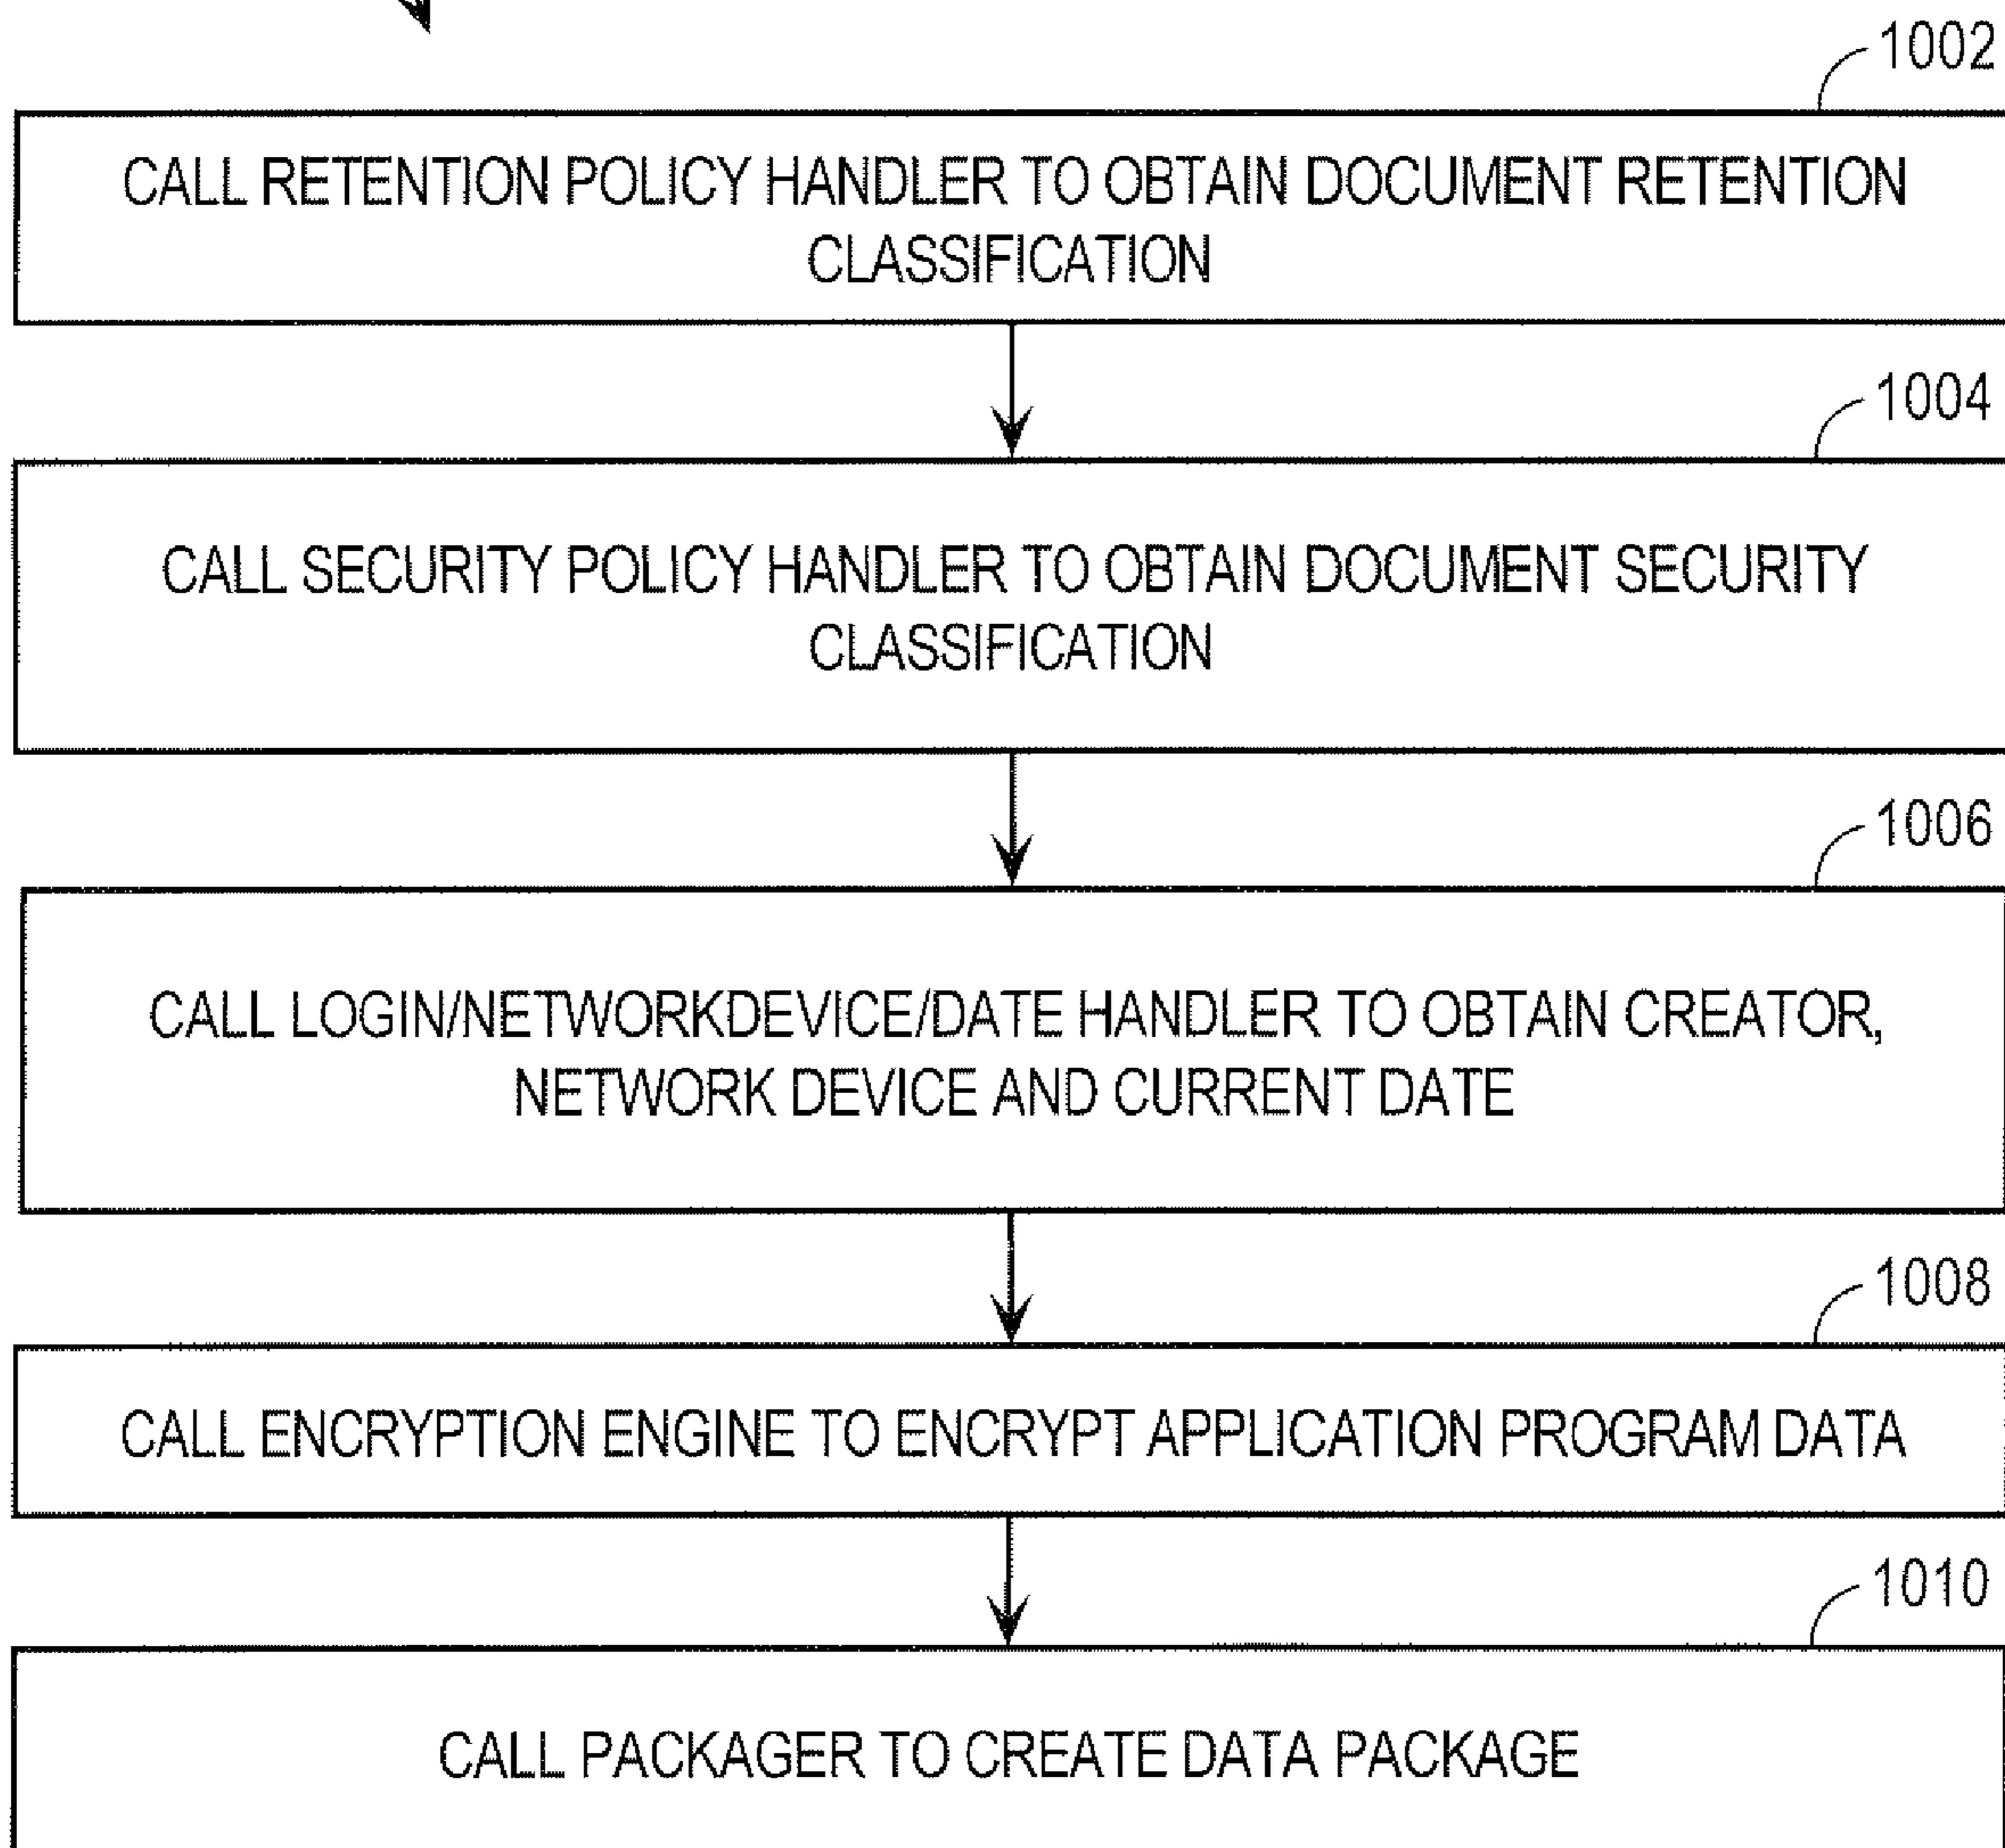 1002
CALL RETENTION POLICY HANDLER TO OBTAIN DOCUMENT RETENTION
CLASSIFICATION
1004
CALL SECURITY POLICY HANDLER TO OBTAIN DOCUMENT SECURITY
CLASSIFICATION
1006
CALL LOGIN/NETWORKDEVICE/DATE HANDLER TO OBTAIN CREATOR,
NETWORK DEVICE AND CURRENT DATE
1008
CALL ENCRYPTION ENGINE TO ENCRYPT APPLICATION PROGRAM DATA
1010
CALL PACKAGER TO CREATE DATA PACKAGE